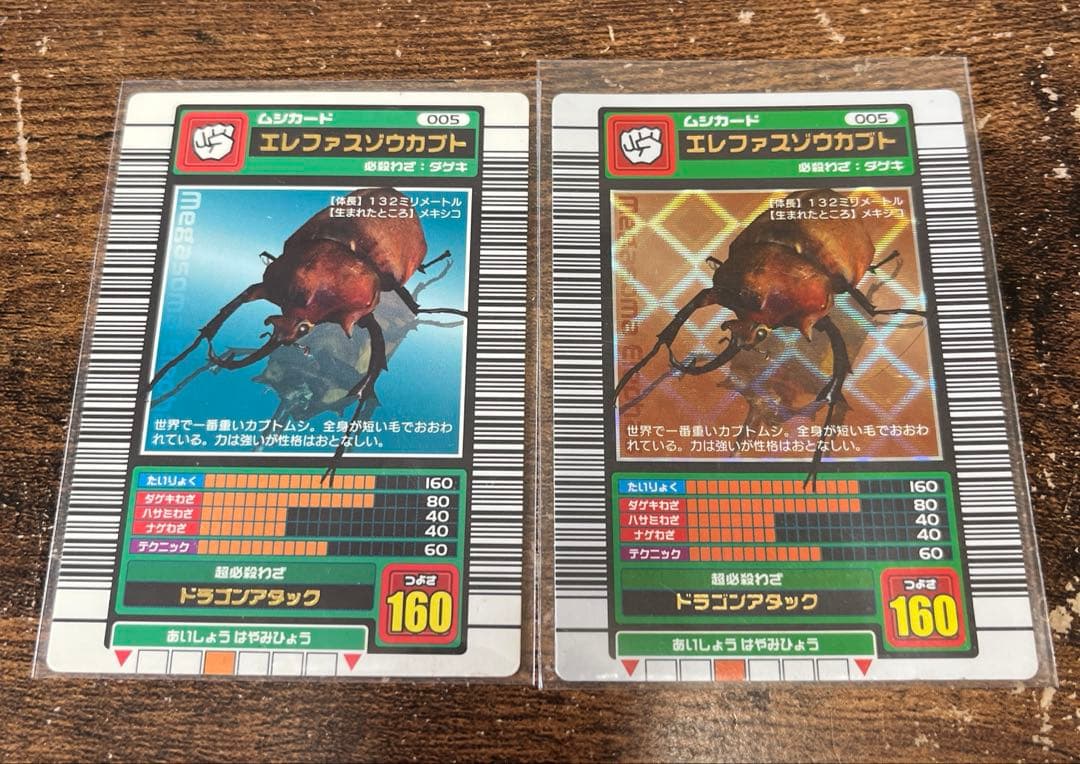 ムシカード 005
エレファスゾウカブト
必殺わざ：ダゲキ
【体長】132ミリメートル
【生まれたところ】メキシコ
Megasom
世界で一番重いカブトムシ。全身が短い毛でおおわ
れている。力は強いが性格はおとなしい。
たいりょく 160
ダゲキわざ 80
ハサミわざ 40
ナゲわざ 40
テクニック 60
超必殺わざ
ドラゴンアタック
つよさ
160
あいしょう はやみひょう
ムシカード 005
エレファスゾウカブト
必殺わざ：ダゲキ
【体長】132ミリメートル
【生まれたところ】メキシコ
世界で一番重いカブトムシ。全身が短い毛でおおわ
れている。力は強いが性格はおとなしい。
たいりょく 160
ダゲキわざ 80
ハサミわざ 40
ナゲわざ 40
テクニック 60
超必殺わざ
ドラゴンアタック
つよさ
160
あいしょう はやみひょう